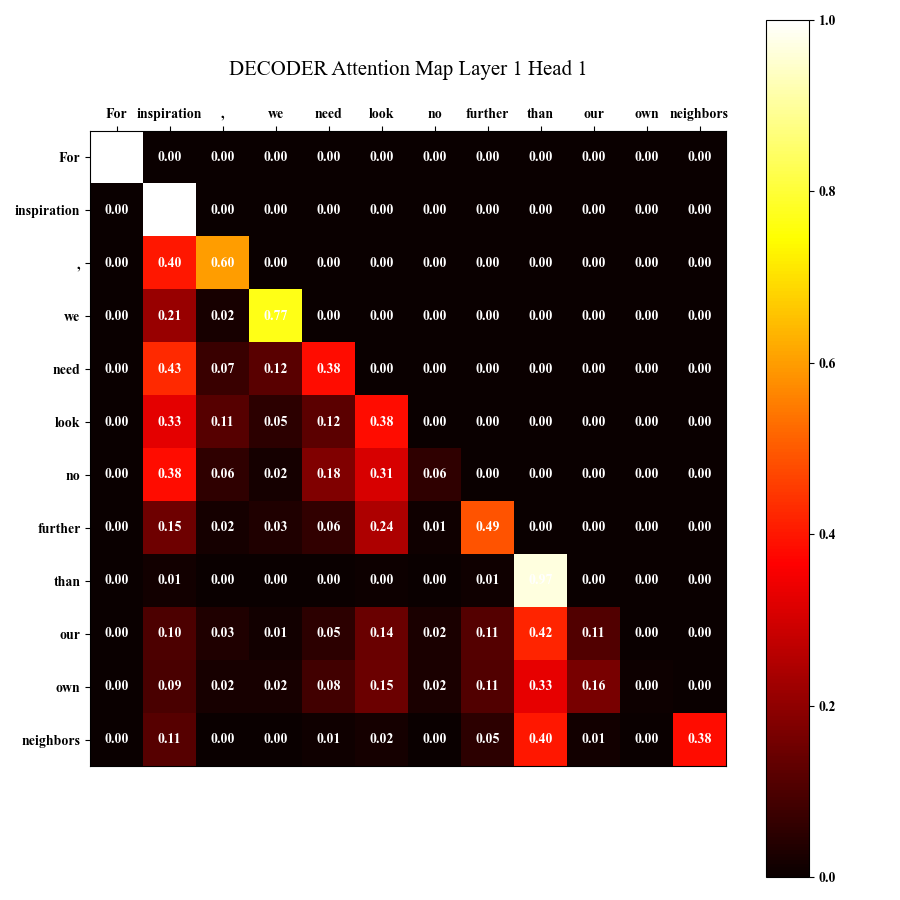 DECODER Attention Map Layer 1 Head 1
For inspiration , we need look no further than our own neighbors
For 0.00 0.00 0.00 0.00 0.00 0.00 0.00 0.00 0.00 0.00 0.00
inspiration 0.00 0.00 0.00 0.00 0.00 0.00 0.00 0.00 0.00 0.00 0.00
, 0.00 0.40 0.60 0.00 0.00 0.00 0.00 0.00 0.00 0.00 0.00 0.00
we 0.00 0.21 0.02 0.77 0.00 0.00 0.00 0.00 0.00 0.00 0.00 0.00
need 0.00 0.43 0.07 0.12 0.38 0.00 0.00 0.00 0.00 0.00 0.00 0.00
look 0.00 0.33 0.11 0.05 0.12 0.38 0.00 0.00 0.00 0.00 0.00 0.00
no 0.00 0.38 0.06 0.02 0.18 0.31 0.06 0.00 0.00 0.00 0.00 0.00
further 0.00 0.15 0.02 0.03 0.06 0.24 0.01 0.49 0.00 0.00 0.00 0.00
than 0.00 0.01 0.00 0.00 0.00 0.00 0.00 0.01 0.00 0.00 0.00
our 0.00 0.10 0.03 0.01 0.05 0.14 0.02 0.11 0.42 0.11 0.00 0.00
own 0.00 0.09 0.02 0.02 0.08 0.15 0.02 0.11 0.33 0.16 0.00 0.00
neighbors 0.00 0.11 0.00 0.00 0.01 0.02 0.00 0.05 0.40 0.01 0.00 0.38
1.0
0.8
0.6
0.4
0.2
0.0